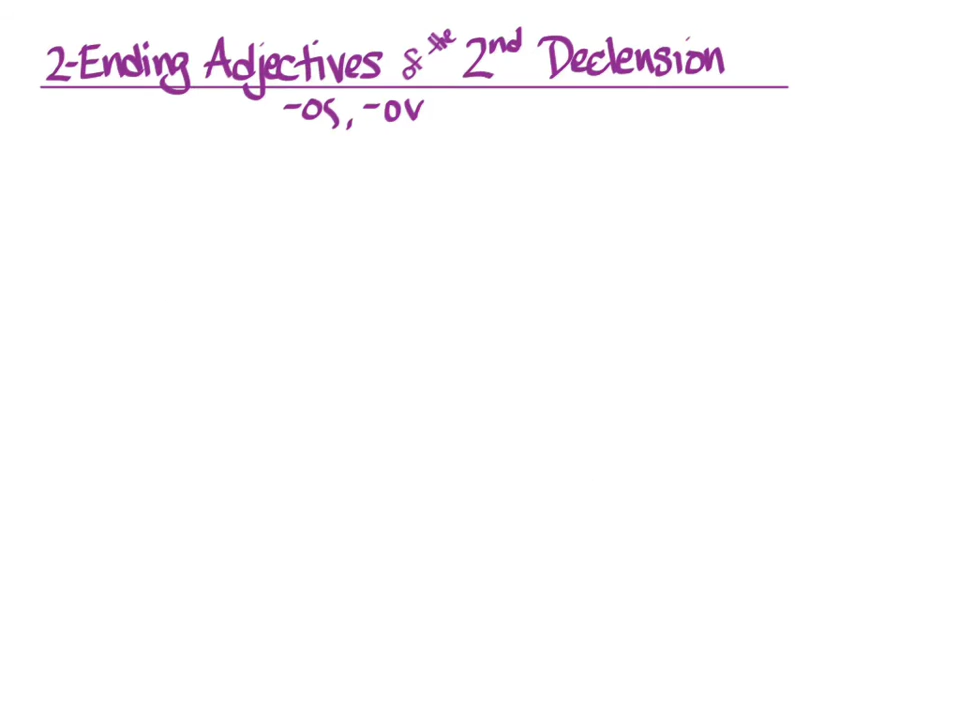 2-Ending Adjectives of the 2nd Declension
-ος, -ον